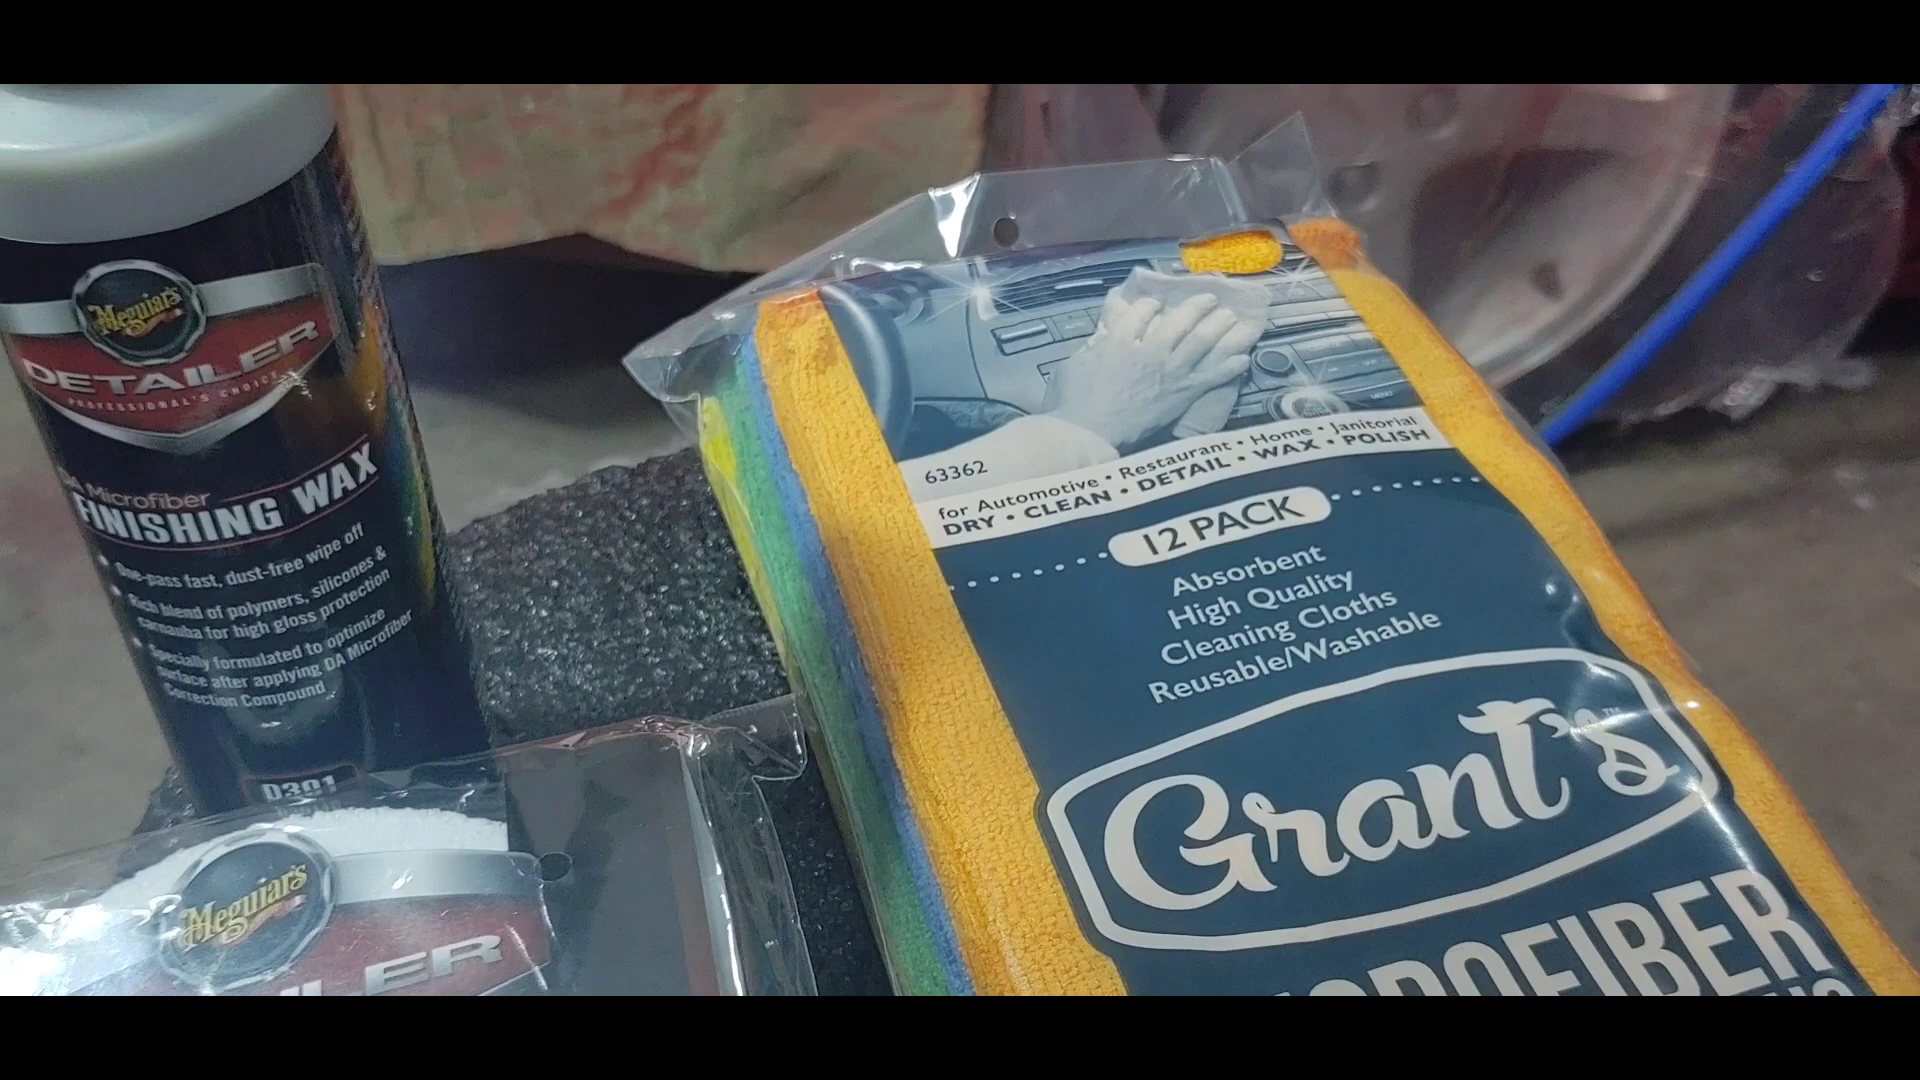 Meguiar's
DETAILER
PROFESSIONAL'S CHOICE
DA Microfiber
FINISHING WAX
One-pass fast, dust-free wipe off
Rich blend of polymers, silicones &
carnauba for high gloss protection
Specially formulated to optimize
surface after applying DA Microfiber
Correction Compound
D301
Meguiar's
63362
for Automotive • Restaurant • Home • Janitorial
DRY • CLEAN • DETAIL • WAX • POLISH
12 PACK
Absorbent
High Quality
Cleaning Cloths
Reusable/Washable
Grant's™
MICROFIBER